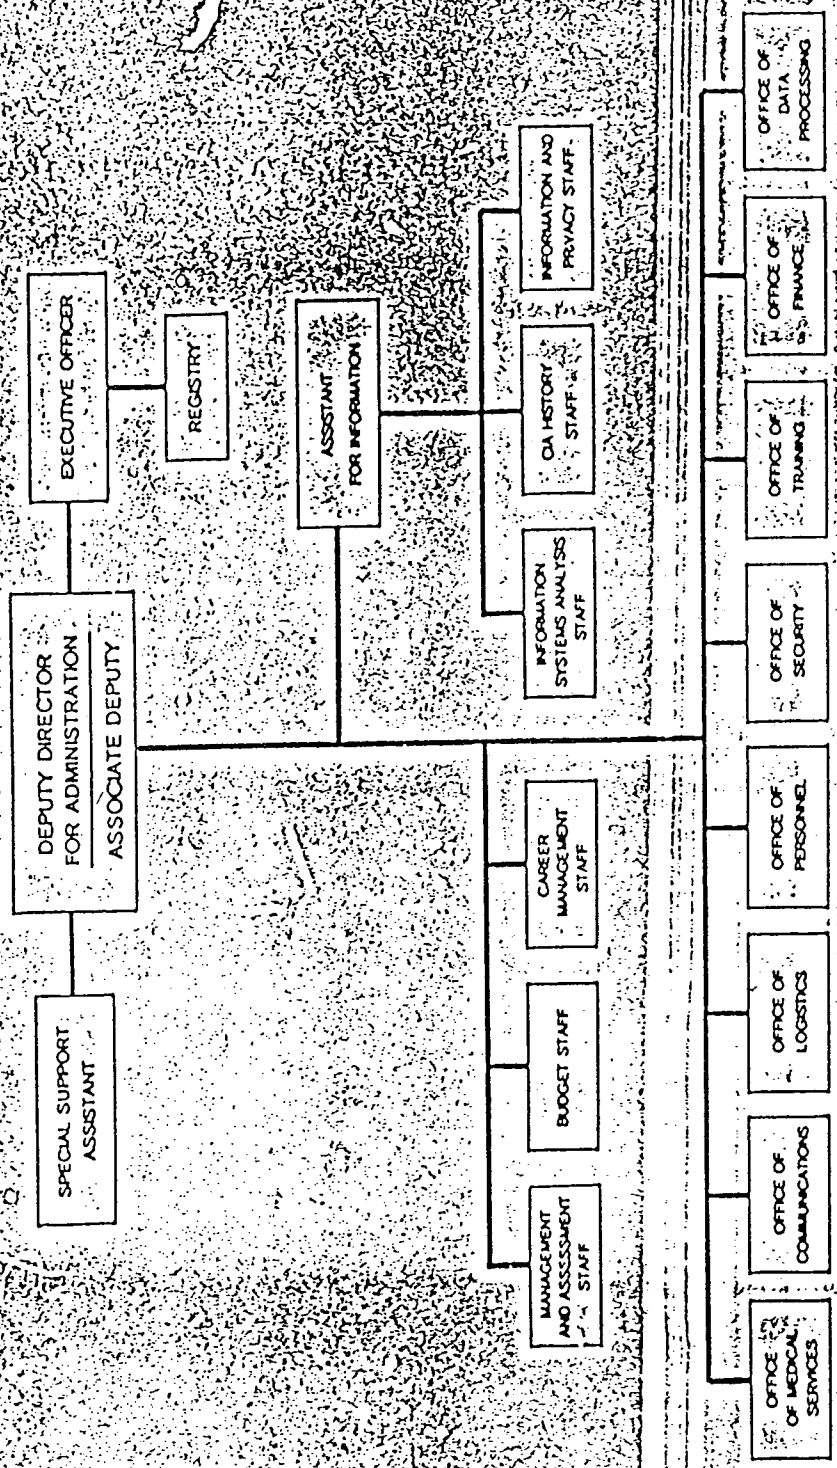 DEPUTY DIRECTOR
FOR ADMINISTRATION
ASSOCIATE DEPUTY
SPECIAL SUPPORT
ASSISTANT
EXECUTIVE OFFICER
REGISTRY
ASSISTANT
FOR INFORMATION
MANAGEMENT
AND ASSESSMENT
STAFF
BUDGET STAFF
CAREER
MANAGEMENT
STAFF
INFORMATION
SYSTEMS ANALYSIS
STAFF
CIA HISTORY
STAFF
INFORMATION AND
PRIVACY STAFF
OFFICE
OF MEDICAL
SERVICES
OFFICE OF
COMMUNICATIONS
OFFICE OF
LOGISTICS
OFFICE OF
PERSONNEL
OFFICE OF
SECURITY
OFFICE OF
TRAINING
OFFICE OF
FINANCE
OFFICE OF
DATA
PROCESSING